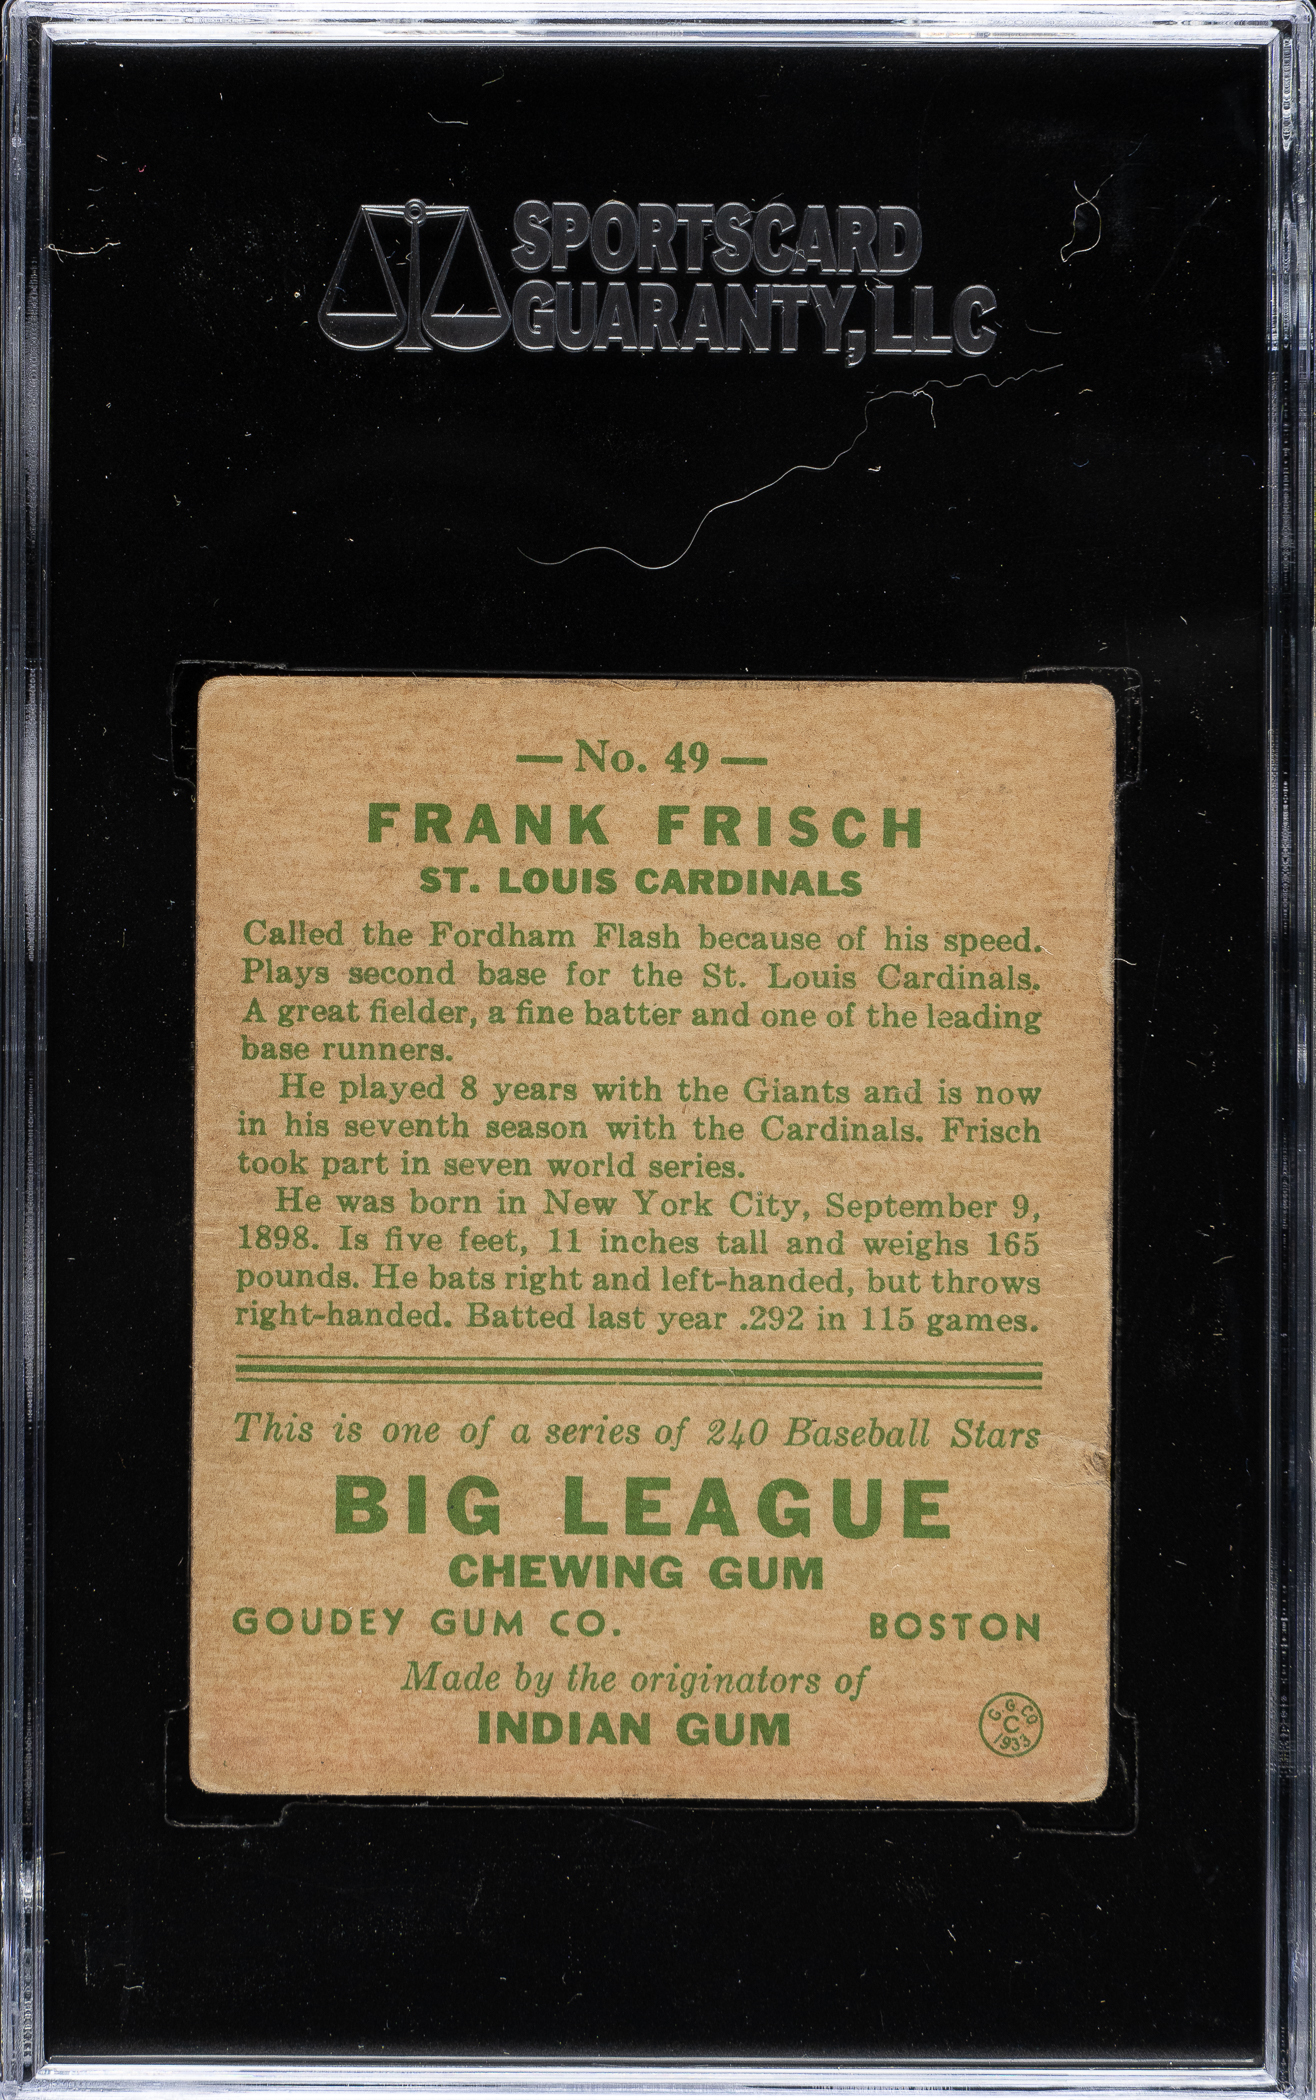 SPORTSCARD
GUARANTY, LLC
— No. 49 —
FRANK FRISCH
ST. LOUIS CARDINALS
Called the Fordham Flash because of his speed.
Plays second base for the St. Louis Cardinals.
A great fielder, a fine batter and one of the leading
base runners.
He played 8 years with the Giants and is now
in his seventh season with the Cardinals. Frisch
took part in seven world series.
He was born in New York City, September 9,
1898. Is five feet, 11 inches tall and weighs 165
pounds. He bats right and left-handed, but throws
right-handed. Batted last year .292 in 115 games.
This is one of a series of 240 Baseball Stars
BIG LEAGUE
CHEWING GUM
GOUDEY GUM CO. BOSTON
Made by the originators of
INDIAN GUM
G. G. CO
C
1933